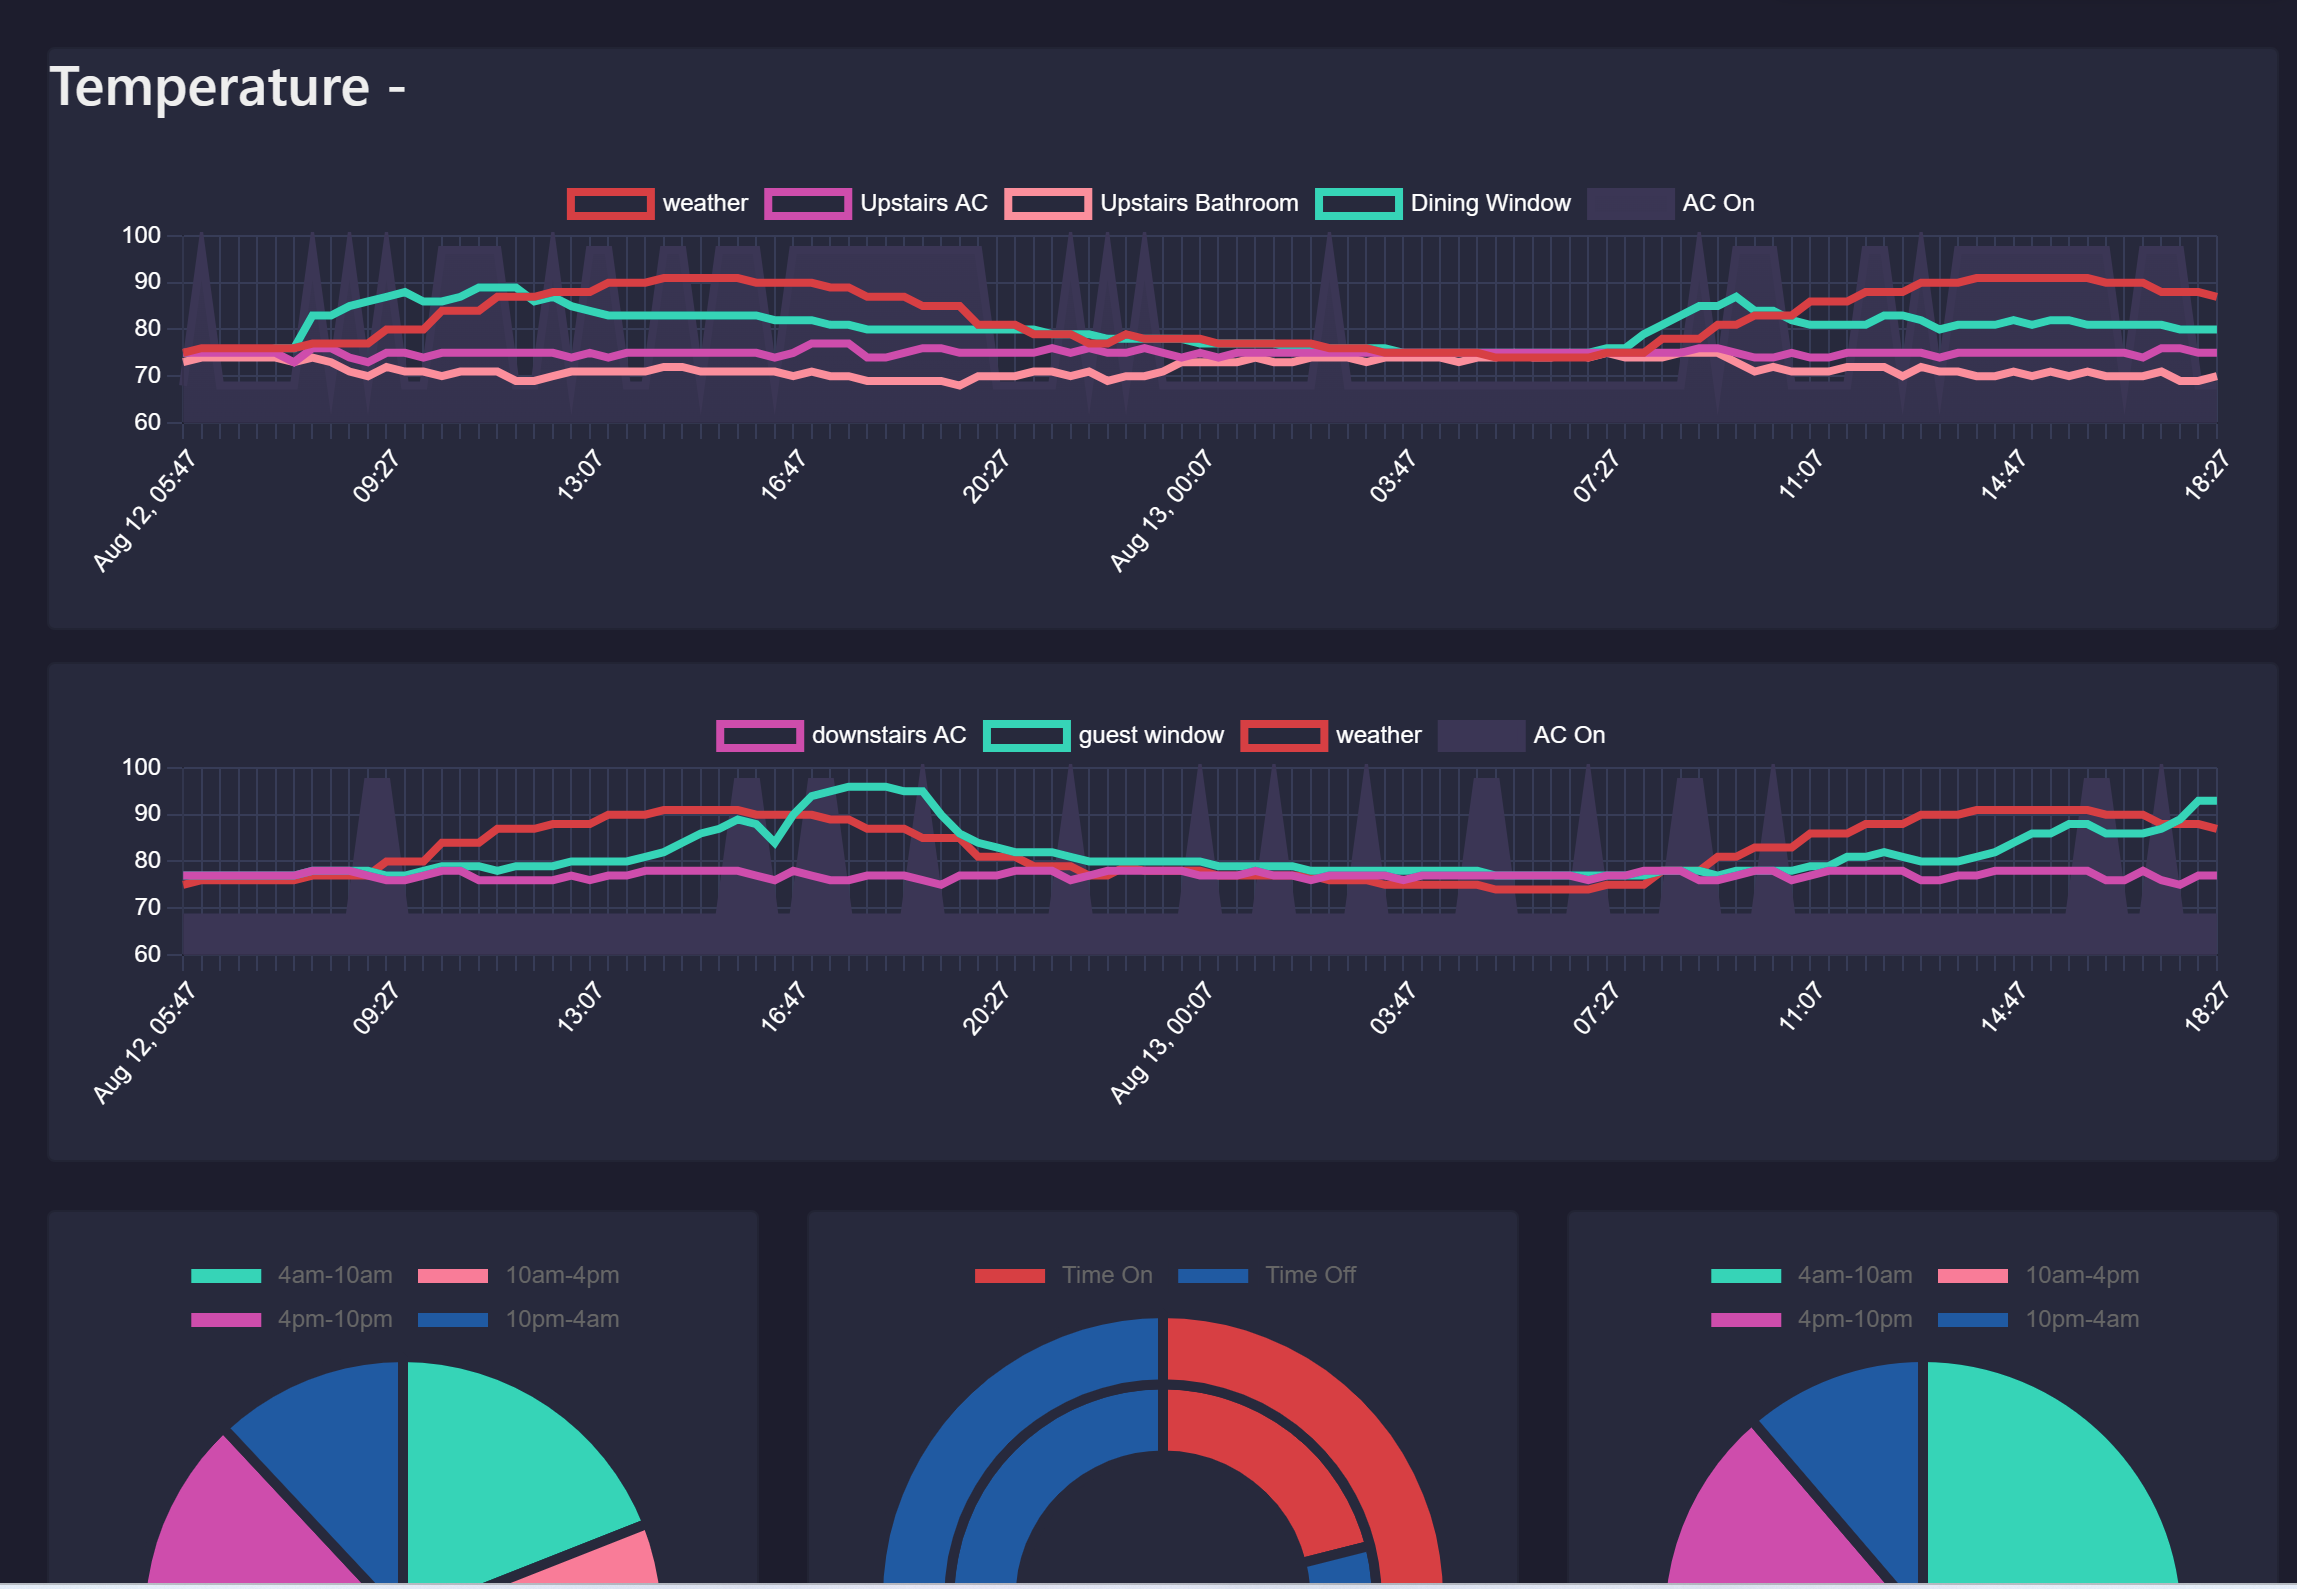 Temperature -
weather Upstairs AC Upstairs Bathroom Dining Window AC On
100
90
80
70
60
Aug 12, 05:47 09:27 13:07 16:47 20:27 Aug 13, 00:07 03:47 07:27 11:07 14:47 18:27
downstairs AC guest window weather AC On
100
90
80
70
60
Aug 12, 05:47 09:27 13:07 16:47 20:27 Aug 13, 00:07 03:47 07:27 11:07 14:47 18:27
4am-10am 10am-4pm
4pm-10pm 10pm-4am
Time On Time Off
4am-10am 10am-4pm
4pm-10pm 10pm-4am